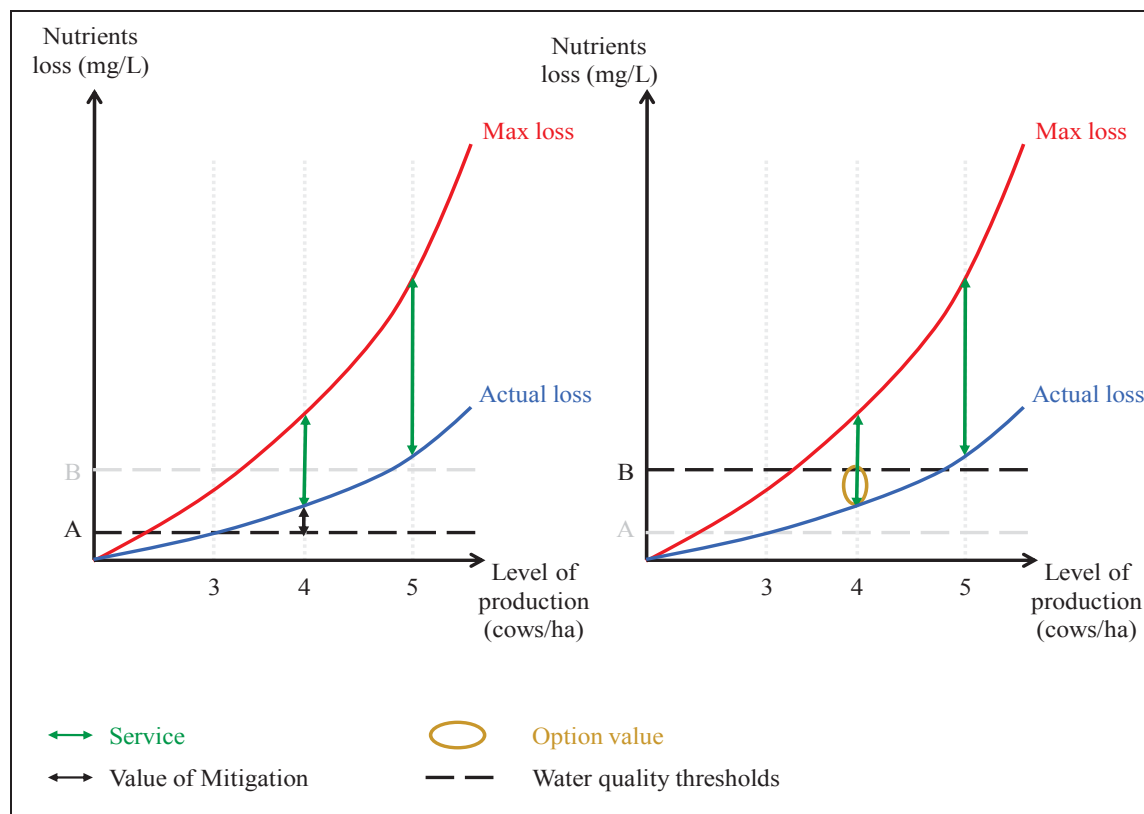 Nutrients
loss (mg/L)
Max loss
Actual loss
B
A
3
4
5
Level of
production
(cows/ha)
Nutrients
loss (mg/L)
Max loss
Actual loss
B
A
3
4
5
Level of
production
(cows/ha)
Service
Option value
Value of Mitigation
Water quality thresholds